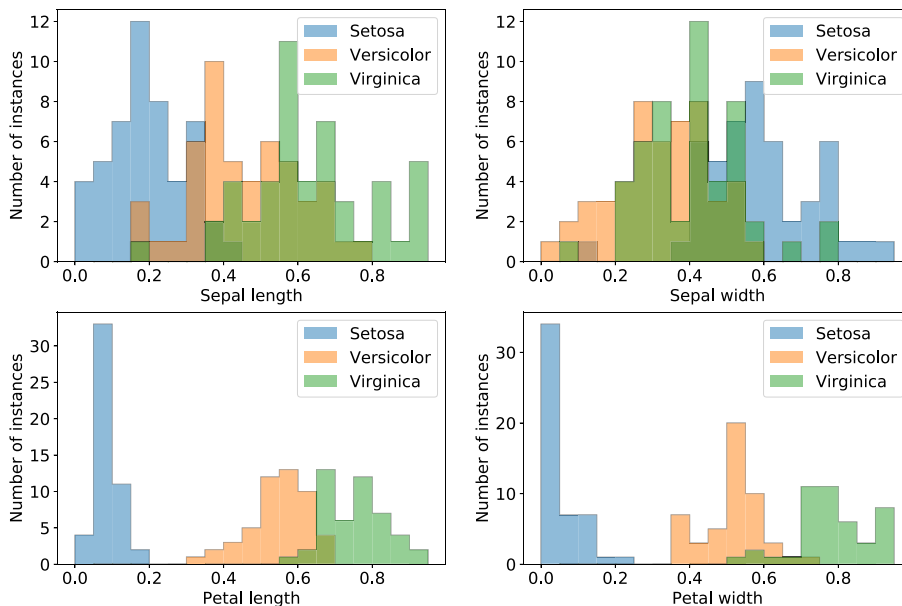 Number of instances
12
10
8
6
4
2
0
0.0 0.2 0.4 0.6 0.8
Sepal length
Setosa
Versicolor
Virginica
Number of instances
12
10
8
6
4
2
0
0.0 0.2 0.4 0.6 0.8
Sepal width
Setosa
Versicolor
Virginica
Number of instances
30
25
20
15
10
5
0
0.0 0.2 0.4 0.6 0.8
Petal length
Setosa
Versicolor
Virginica
Number of instances
30
20
10
0
0.0 0.2 0.4 0.6 0.8
Petal width
Setosa
Versicolor
Virginica